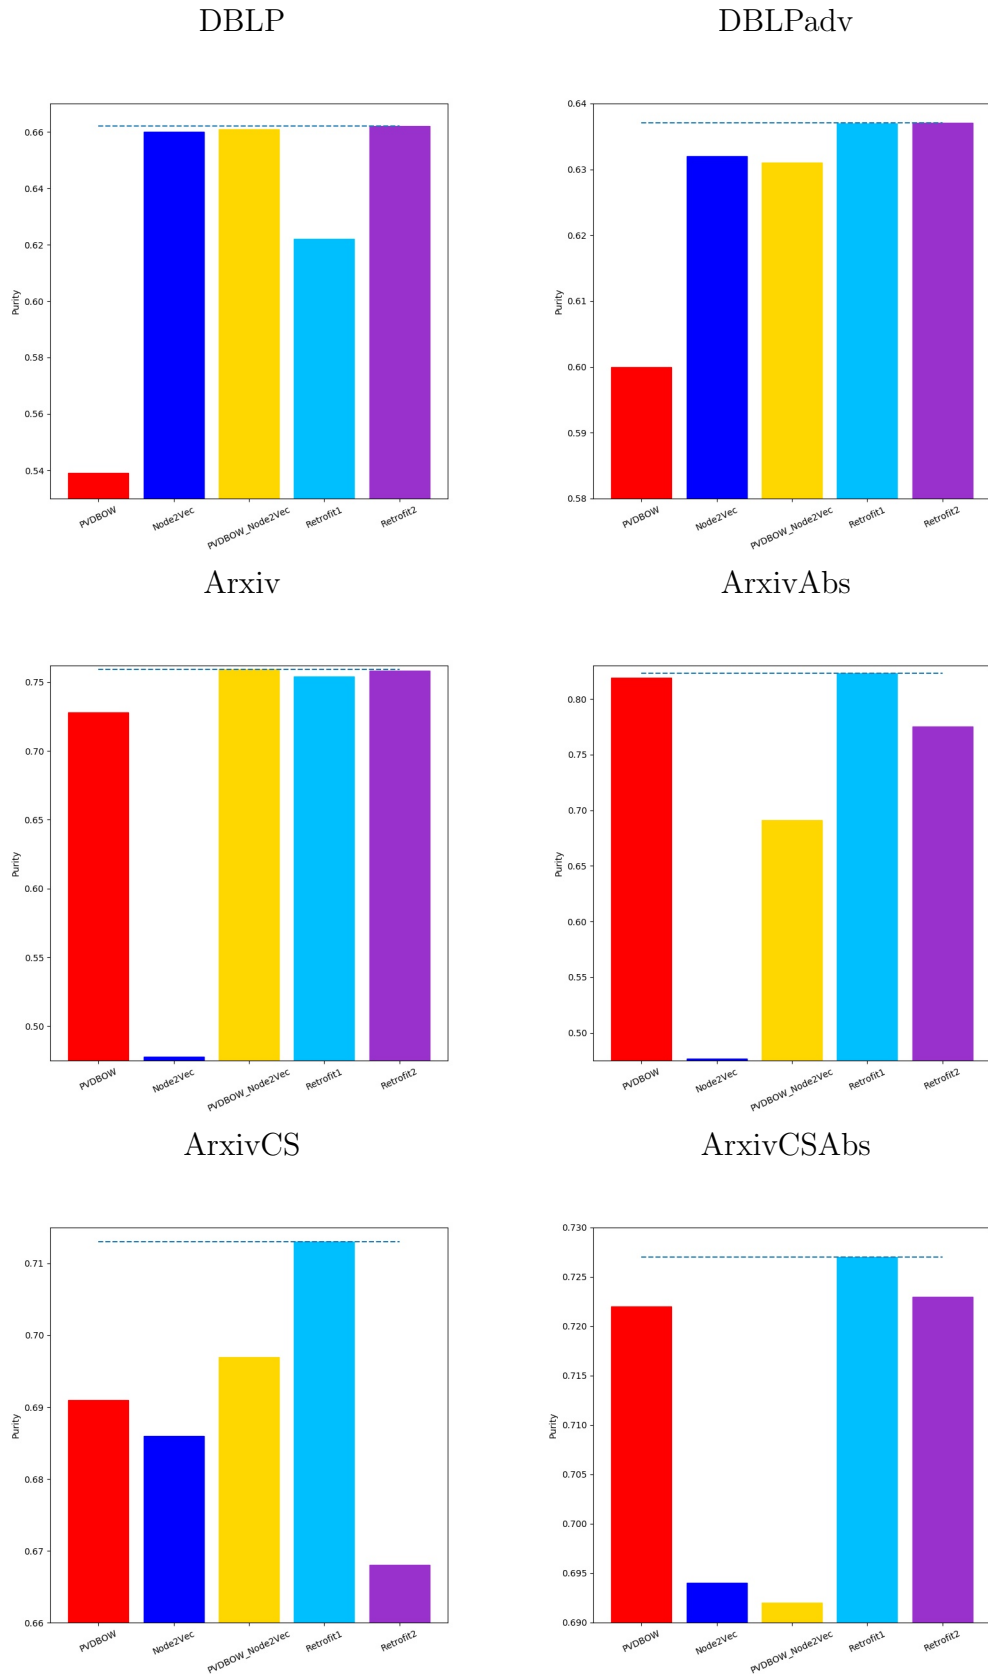 DBLP
DBLPadv
0.66
0.64
0.62
0.60
0.58
0.56
0.54
Purity
PVDBOW
Node2Vec
PVDBOW_Node2Vec
Retrofit1
Retrofit2
0.64
0.63
0.62
0.61
0.60
0.59
0.58
Purity
PVDBOW
Node2Vec
PVDBOW_Node2Vec
Retrofit1
Retrofit2
Arxiv
ArxivAbs
0.75
0.70
0.65
0.60
0.55
0.50
Purity
PVDBOW
Node2Vec
PVDBOW_Node2Vec
Retrofit1
Retrofit2
0.80
0.75
0.70
0.65
0.60
0.55
0.50
Purity
PVDBOW
Node2Vec
PVDBOW_Node2Vec
Retrofit1
Retrofit2
ArxivCS
ArxivCSAbs
0.71
0.70
0.69
0.68
0.67
0.66
Purity
PVDBOW
Node2Vec
PVDBOW_Node2Vec
Retrofit1
Retrofit2
0.730
0.725
0.720
0.715
0.710
0.705
0.700
0.695
0.690
Purity
PVDBOW
Node2Vec
PVDBOW_Node2Vec
Retrofit1
Retrofit2